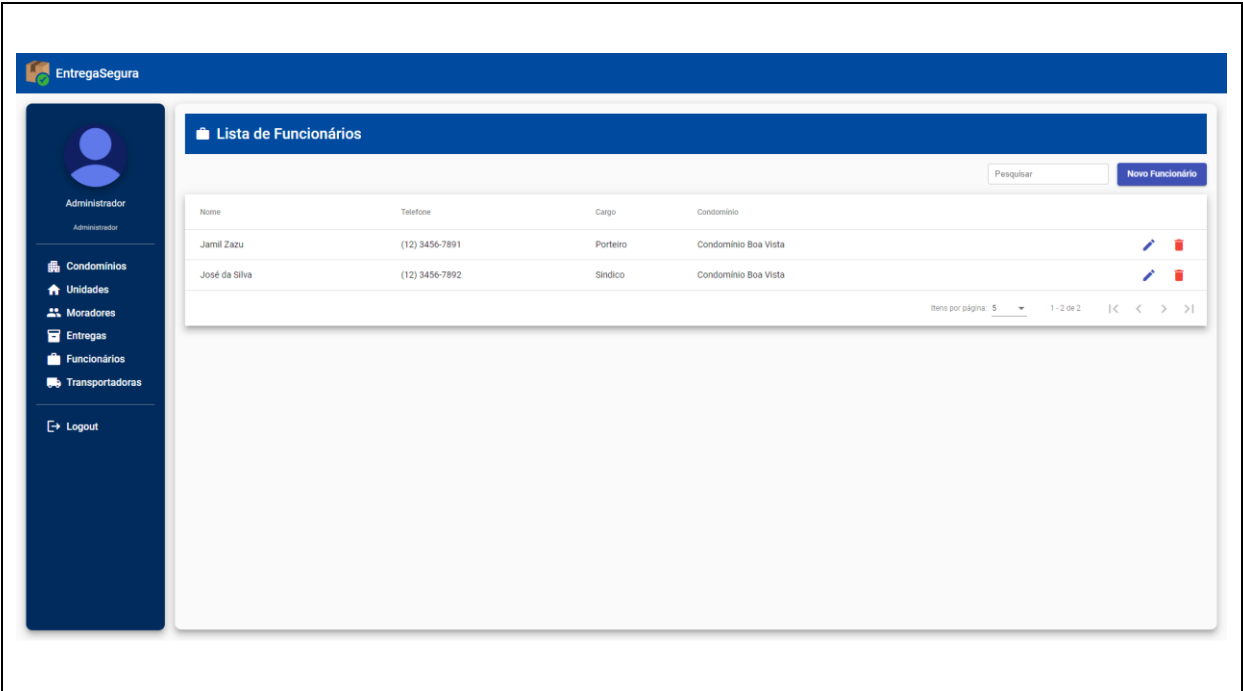 EntregaSegura
Administrador
Administrador
Condomínios
Unidades
Moradores
Entregas
Funcionários
Transportadoras
Logout
Lista de Funcionários
Pesquisar
Novo Funcionário
Nome Telefone Cargo Condomínio
Jamil Zazu (12) 3456-7891 Porteiro Condomínio Boa Vista
José da Silva (12) 3456-7892 Síndico Condomínio Boa Vista
Itens por página: 5 1 - 2 de 2